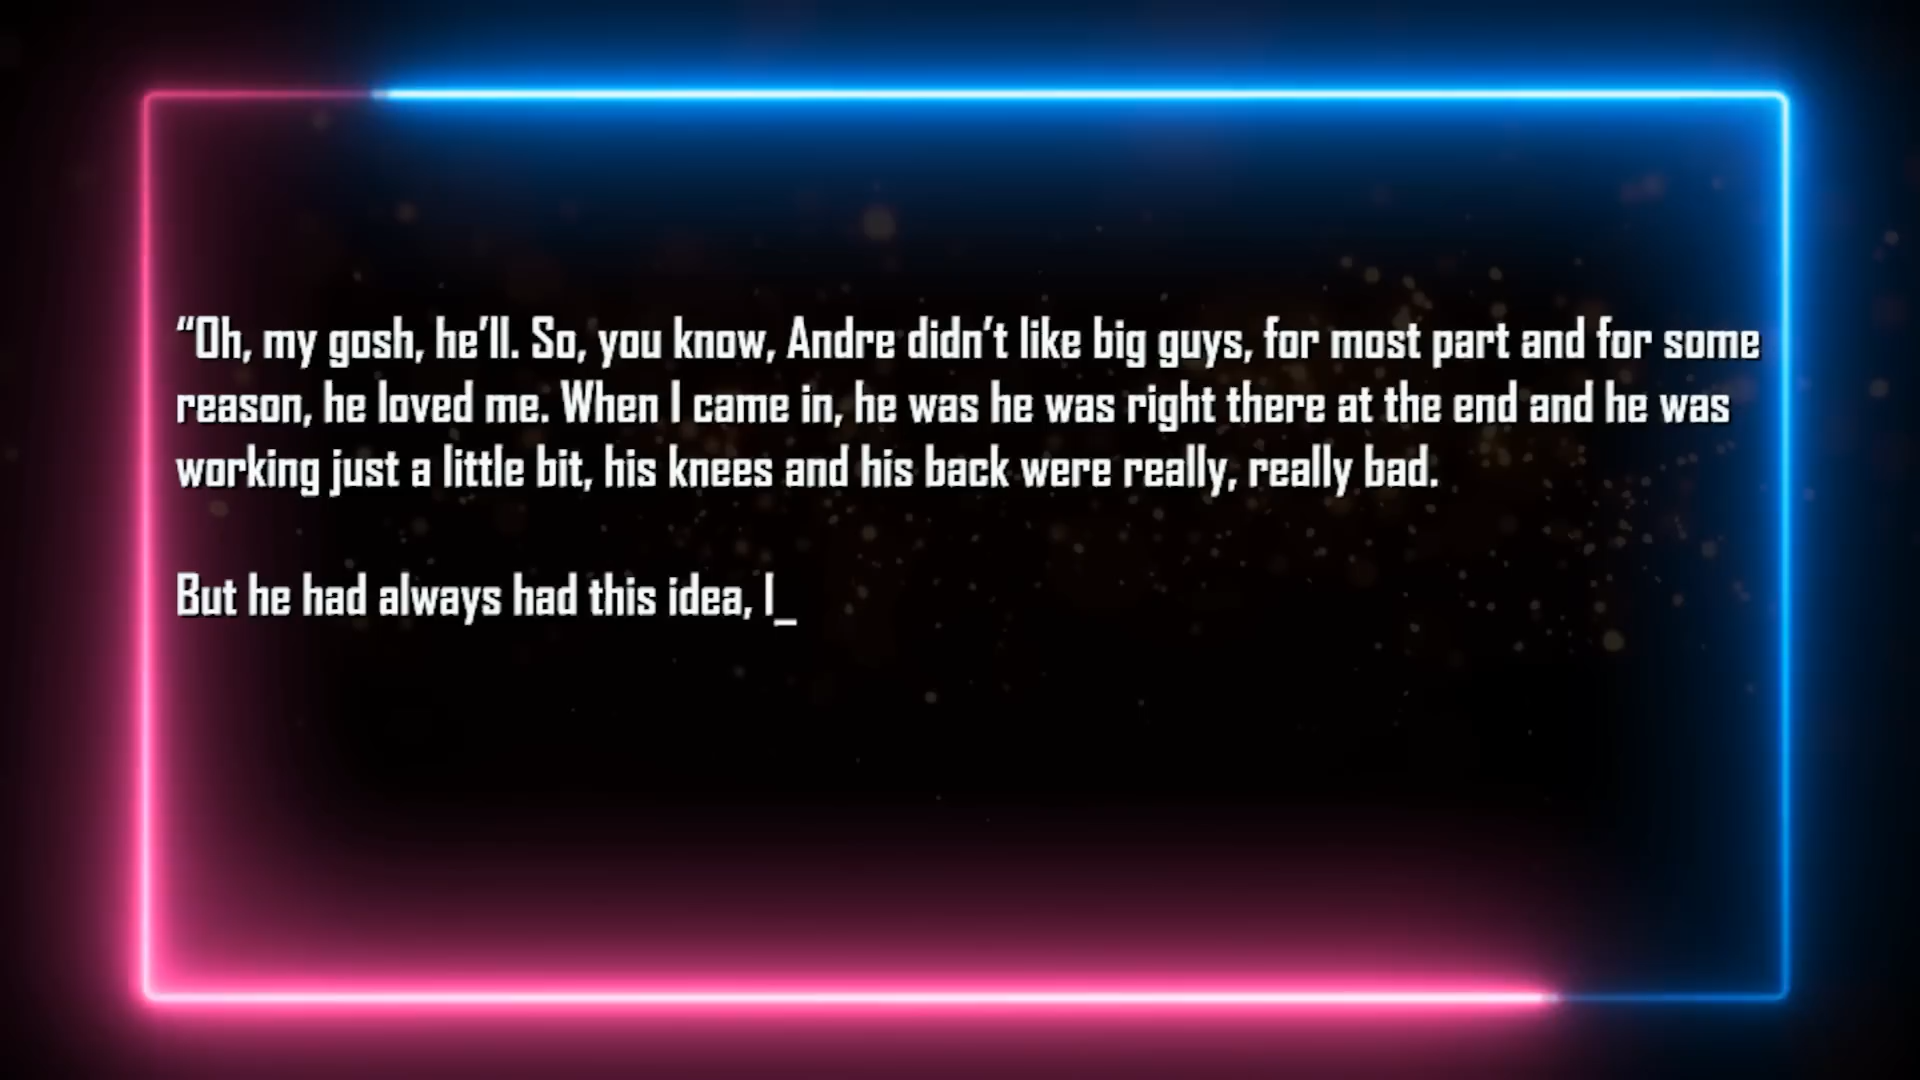 “Oh, my gosh, he’ll. So, you know, Andre didn’t like big guys, for most part and for some
reason, he loved me. When I came in, he was he was right there at the end and he was
working just a little bit, his knees and his back were really, really bad.
But he had always had this idea, I_